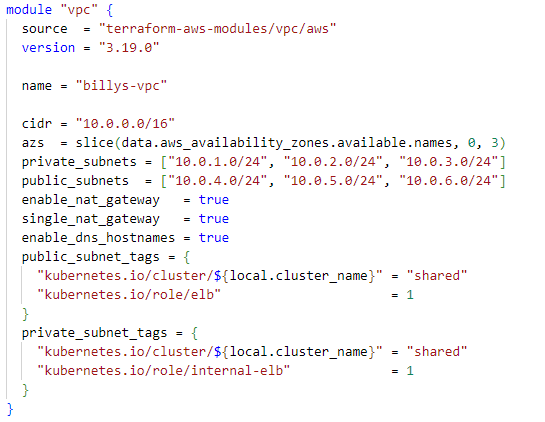 module "vpc" {
  source  = "terraform-aws-modules/vpc/aws"
  version = "3.19.0"

  name = "billys-vpc"

  cidr = "10.0.0.0/16"
  azs  = slice(data.aws_availability_zones.available.names, 0, 3)
  private_subnets = ["10.0.1.0/24", "10.0.2.0/24", "10.0.3.0/24"]
  public_subnets  = ["10.0.4.0/24", "10.0.5.0/24", "10.0.6.0/24"]
  enable_nat_gateway   = true
  single_nat_gateway   = true
  enable_dns_hostnames = true
  public_subnet_tags = {
    "kubernetes.io/cluster/${local.cluster_name}" = "shared"
    "kubernetes.io/role/elb"                      = 1
  }
  private_subnet_tags = {
    "kubernetes.io/cluster/${local.cluster_name}" = "shared"
    "kubernetes.io/role/internal-elb"             = 1
  }
}